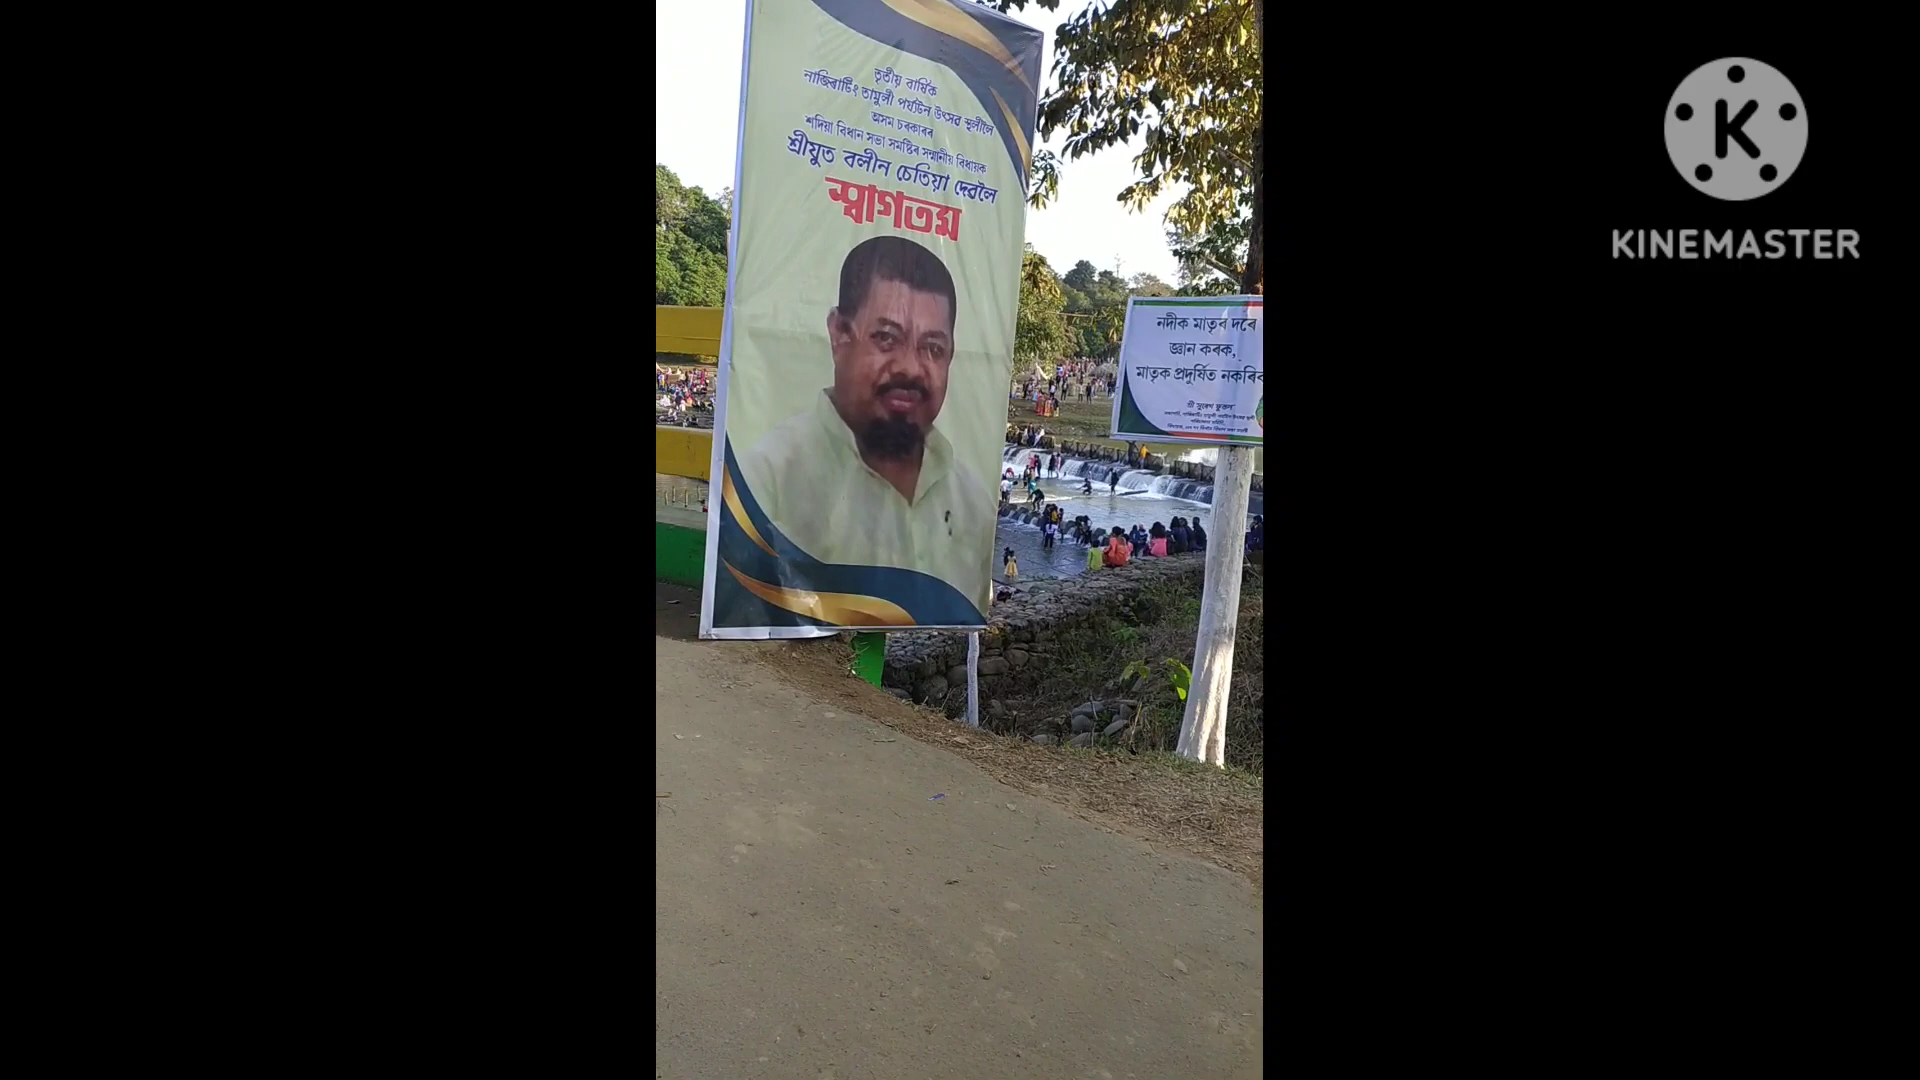 তৃতীয় বাৰ্ষিক
নাজিৰাটিং তামুলী পৰ্যটন উৎসৱ স্থলীলৈ
অসম চৰকাৰৰ
শদিয়া বিধান সভা সমষ্টিৰ সন্মানীয় বিধায়ক
শ্ৰীযুত বলীন চেতিয়া দেৱলৈ
স্বাগতম
নদীক মাতৃৰ দৰে
জ্ঞান কৰক,
মাতৃক প্ৰদুৰ্ষিত নকৰিব
KINEMASTER